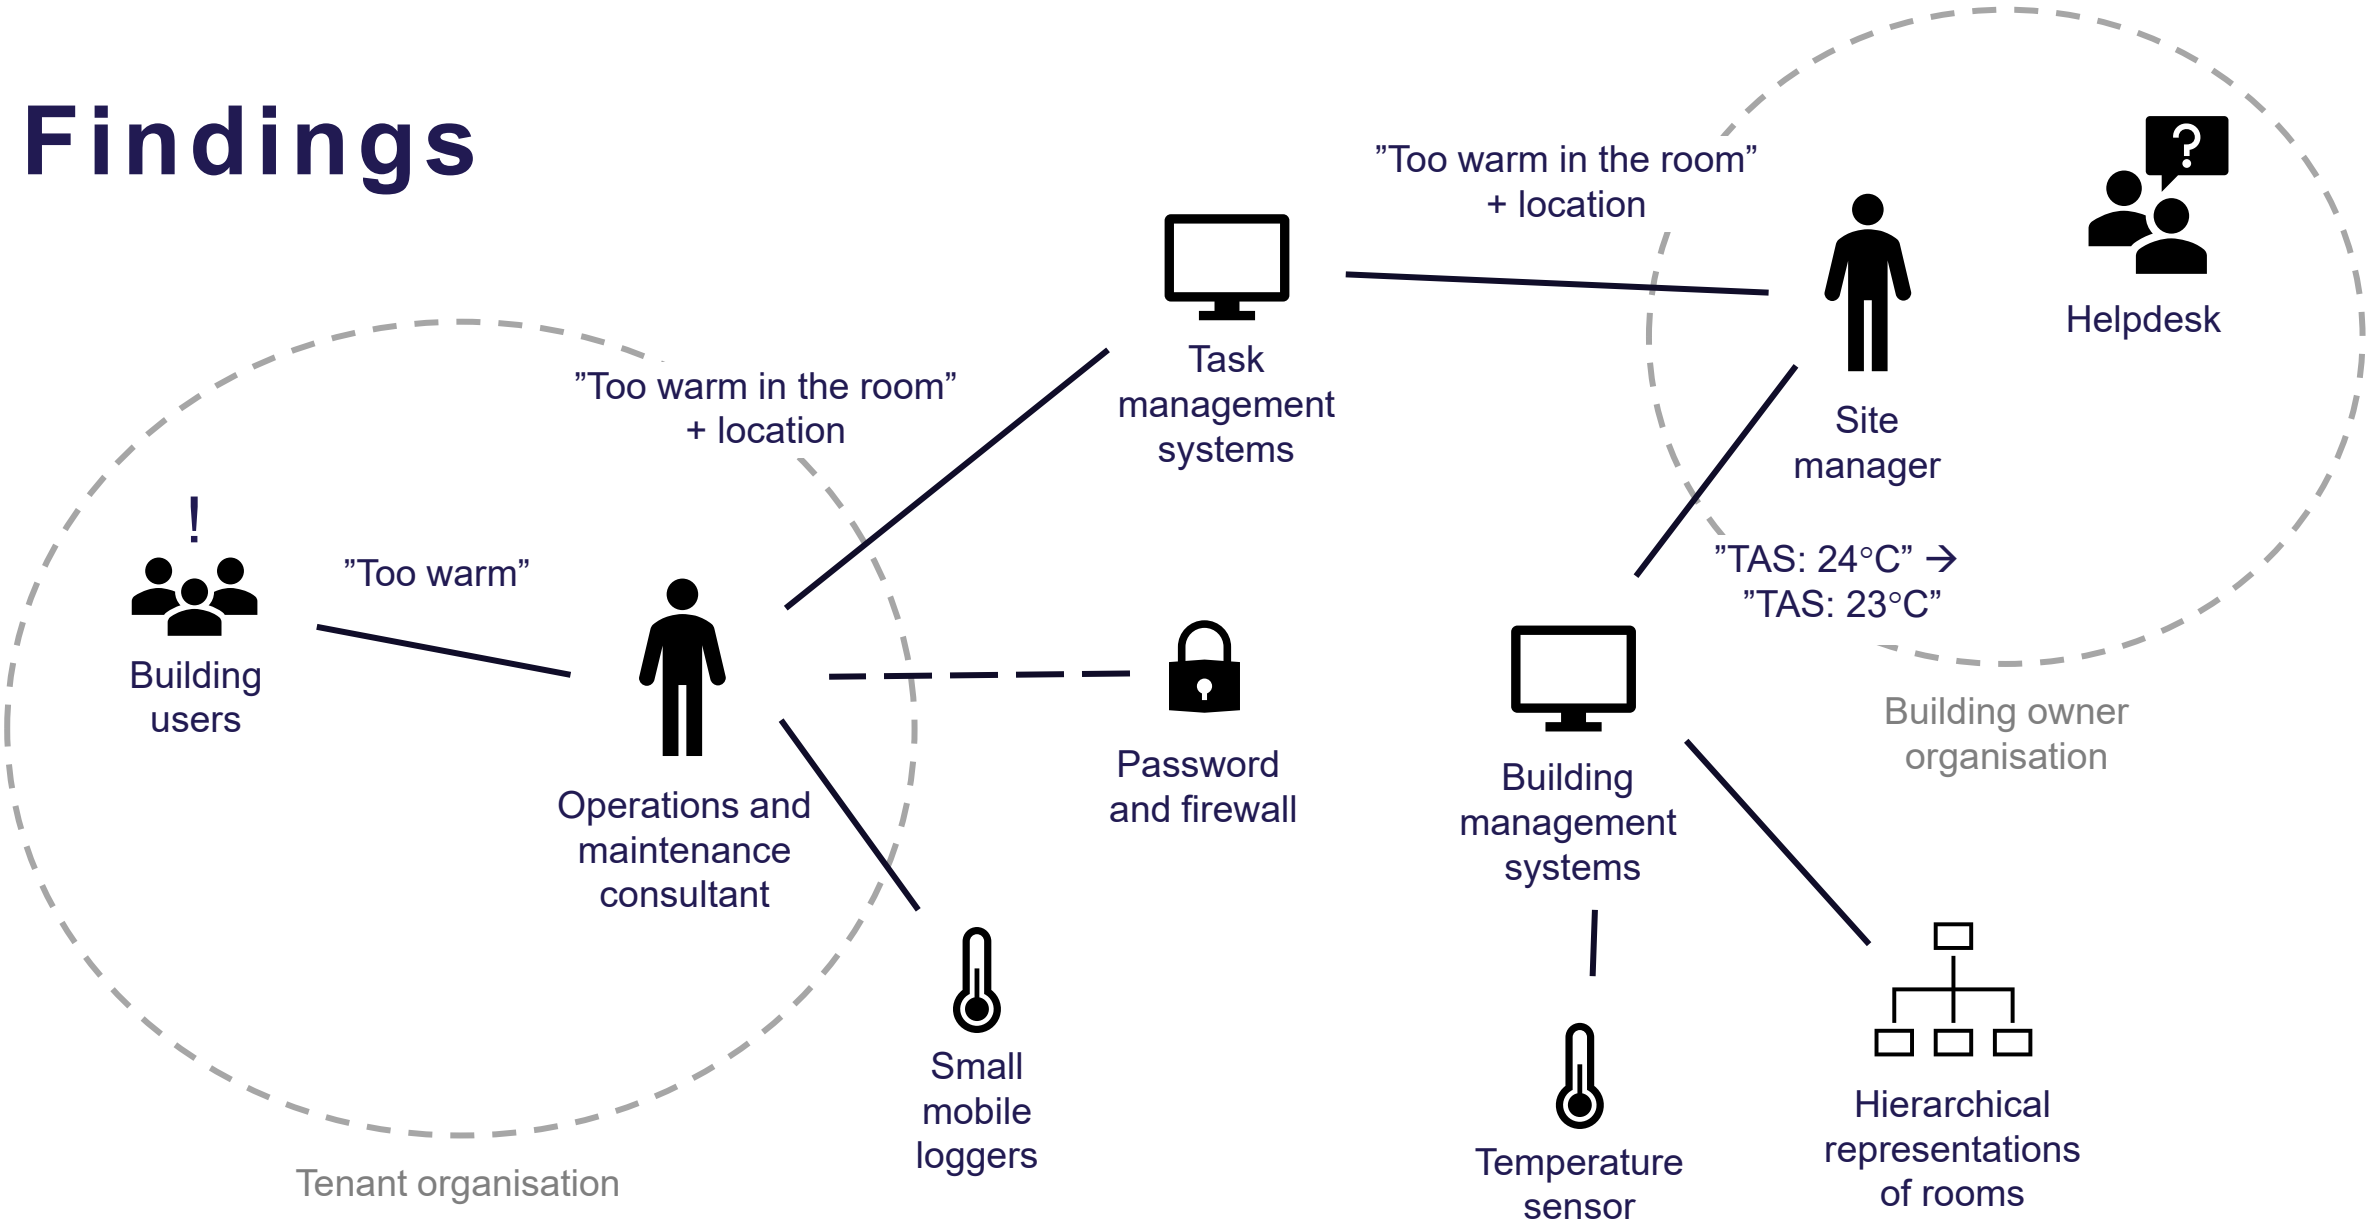 Findings
”Too warm in the room”
+ location
?
Helpdesk
Task
management
systems
Site
manager
”Too warm in the room”
+ location
!
”Too warm”
Building
users
Operations and
maintenance
consultant
Password
and firewall
”TAS: 24°C” →
”TAS: 23°C”
Building
management
systems
Building owner
organisation
Small
mobile
loggers
Temperature
sensor
Hierarchical
representations
of rooms
Tenant organisation